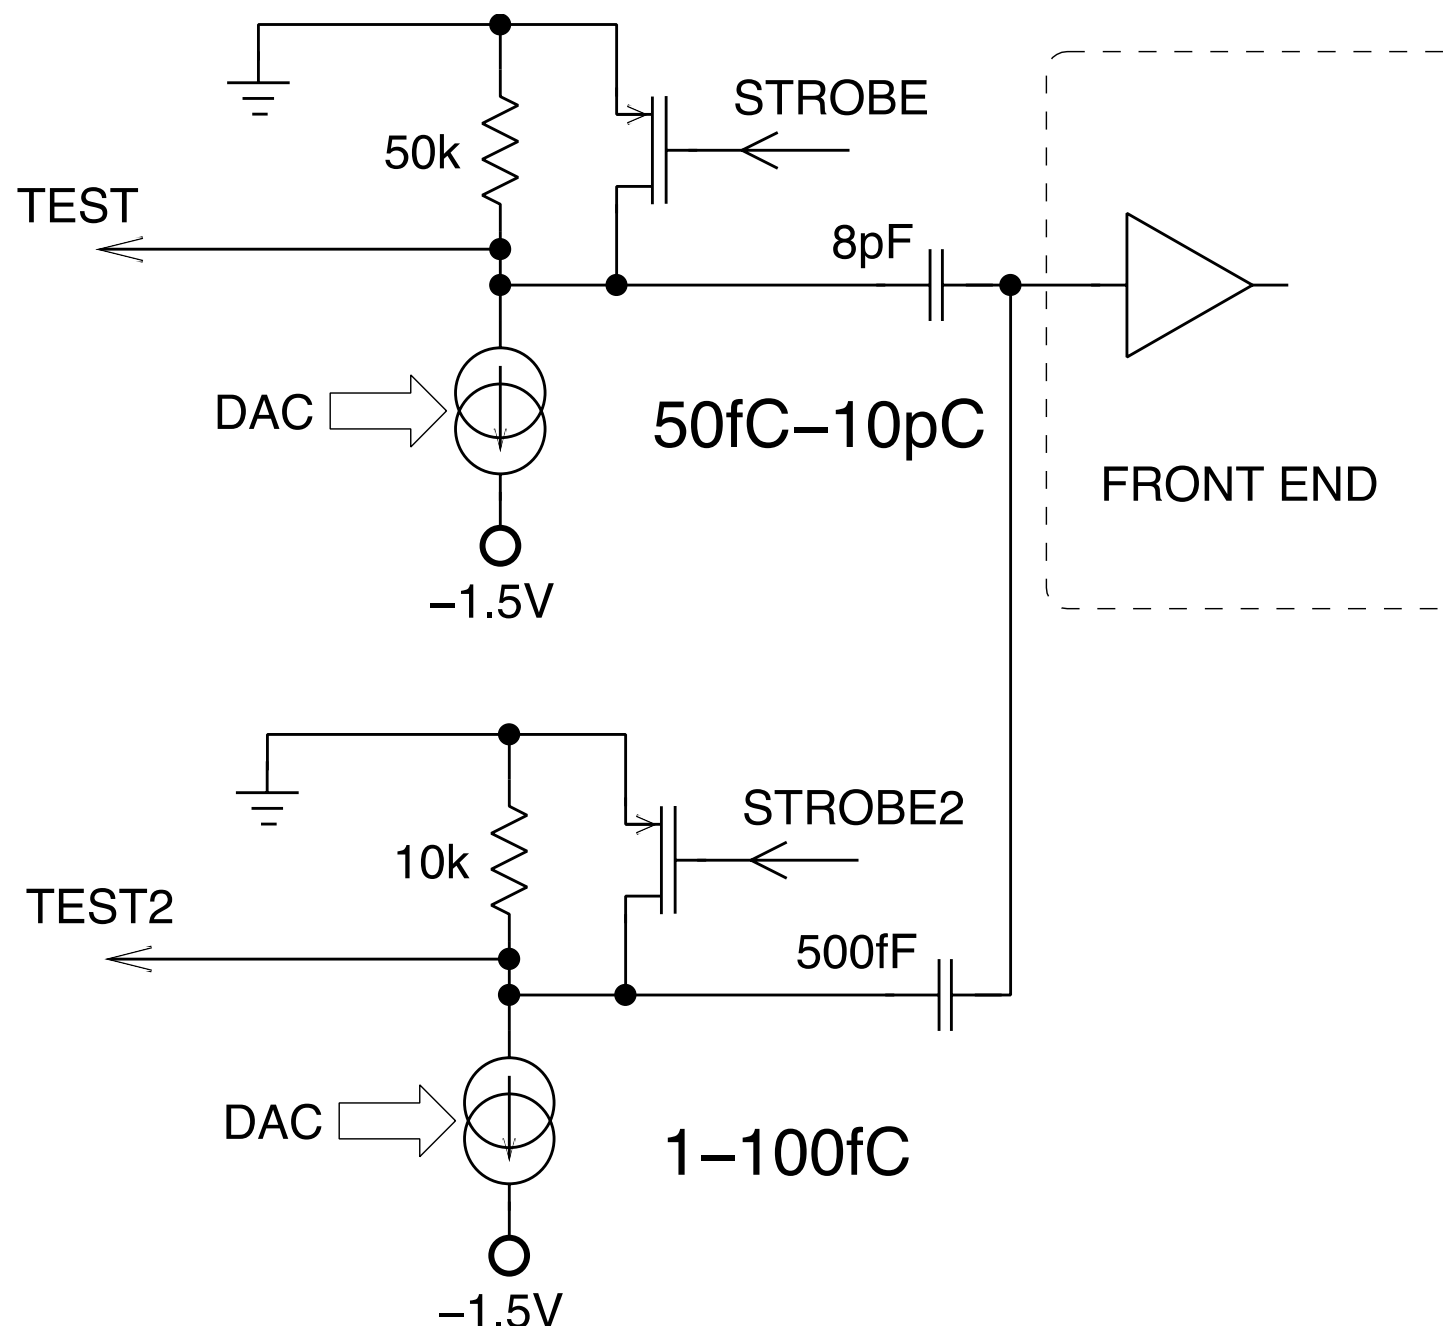 STROBE
50k
TEST
8pF
DAC
50fC–10pC
FRONT END
–1.5V
STROBE2
10k
TEST2
500fF
DAC
1–100fC
–1.5V